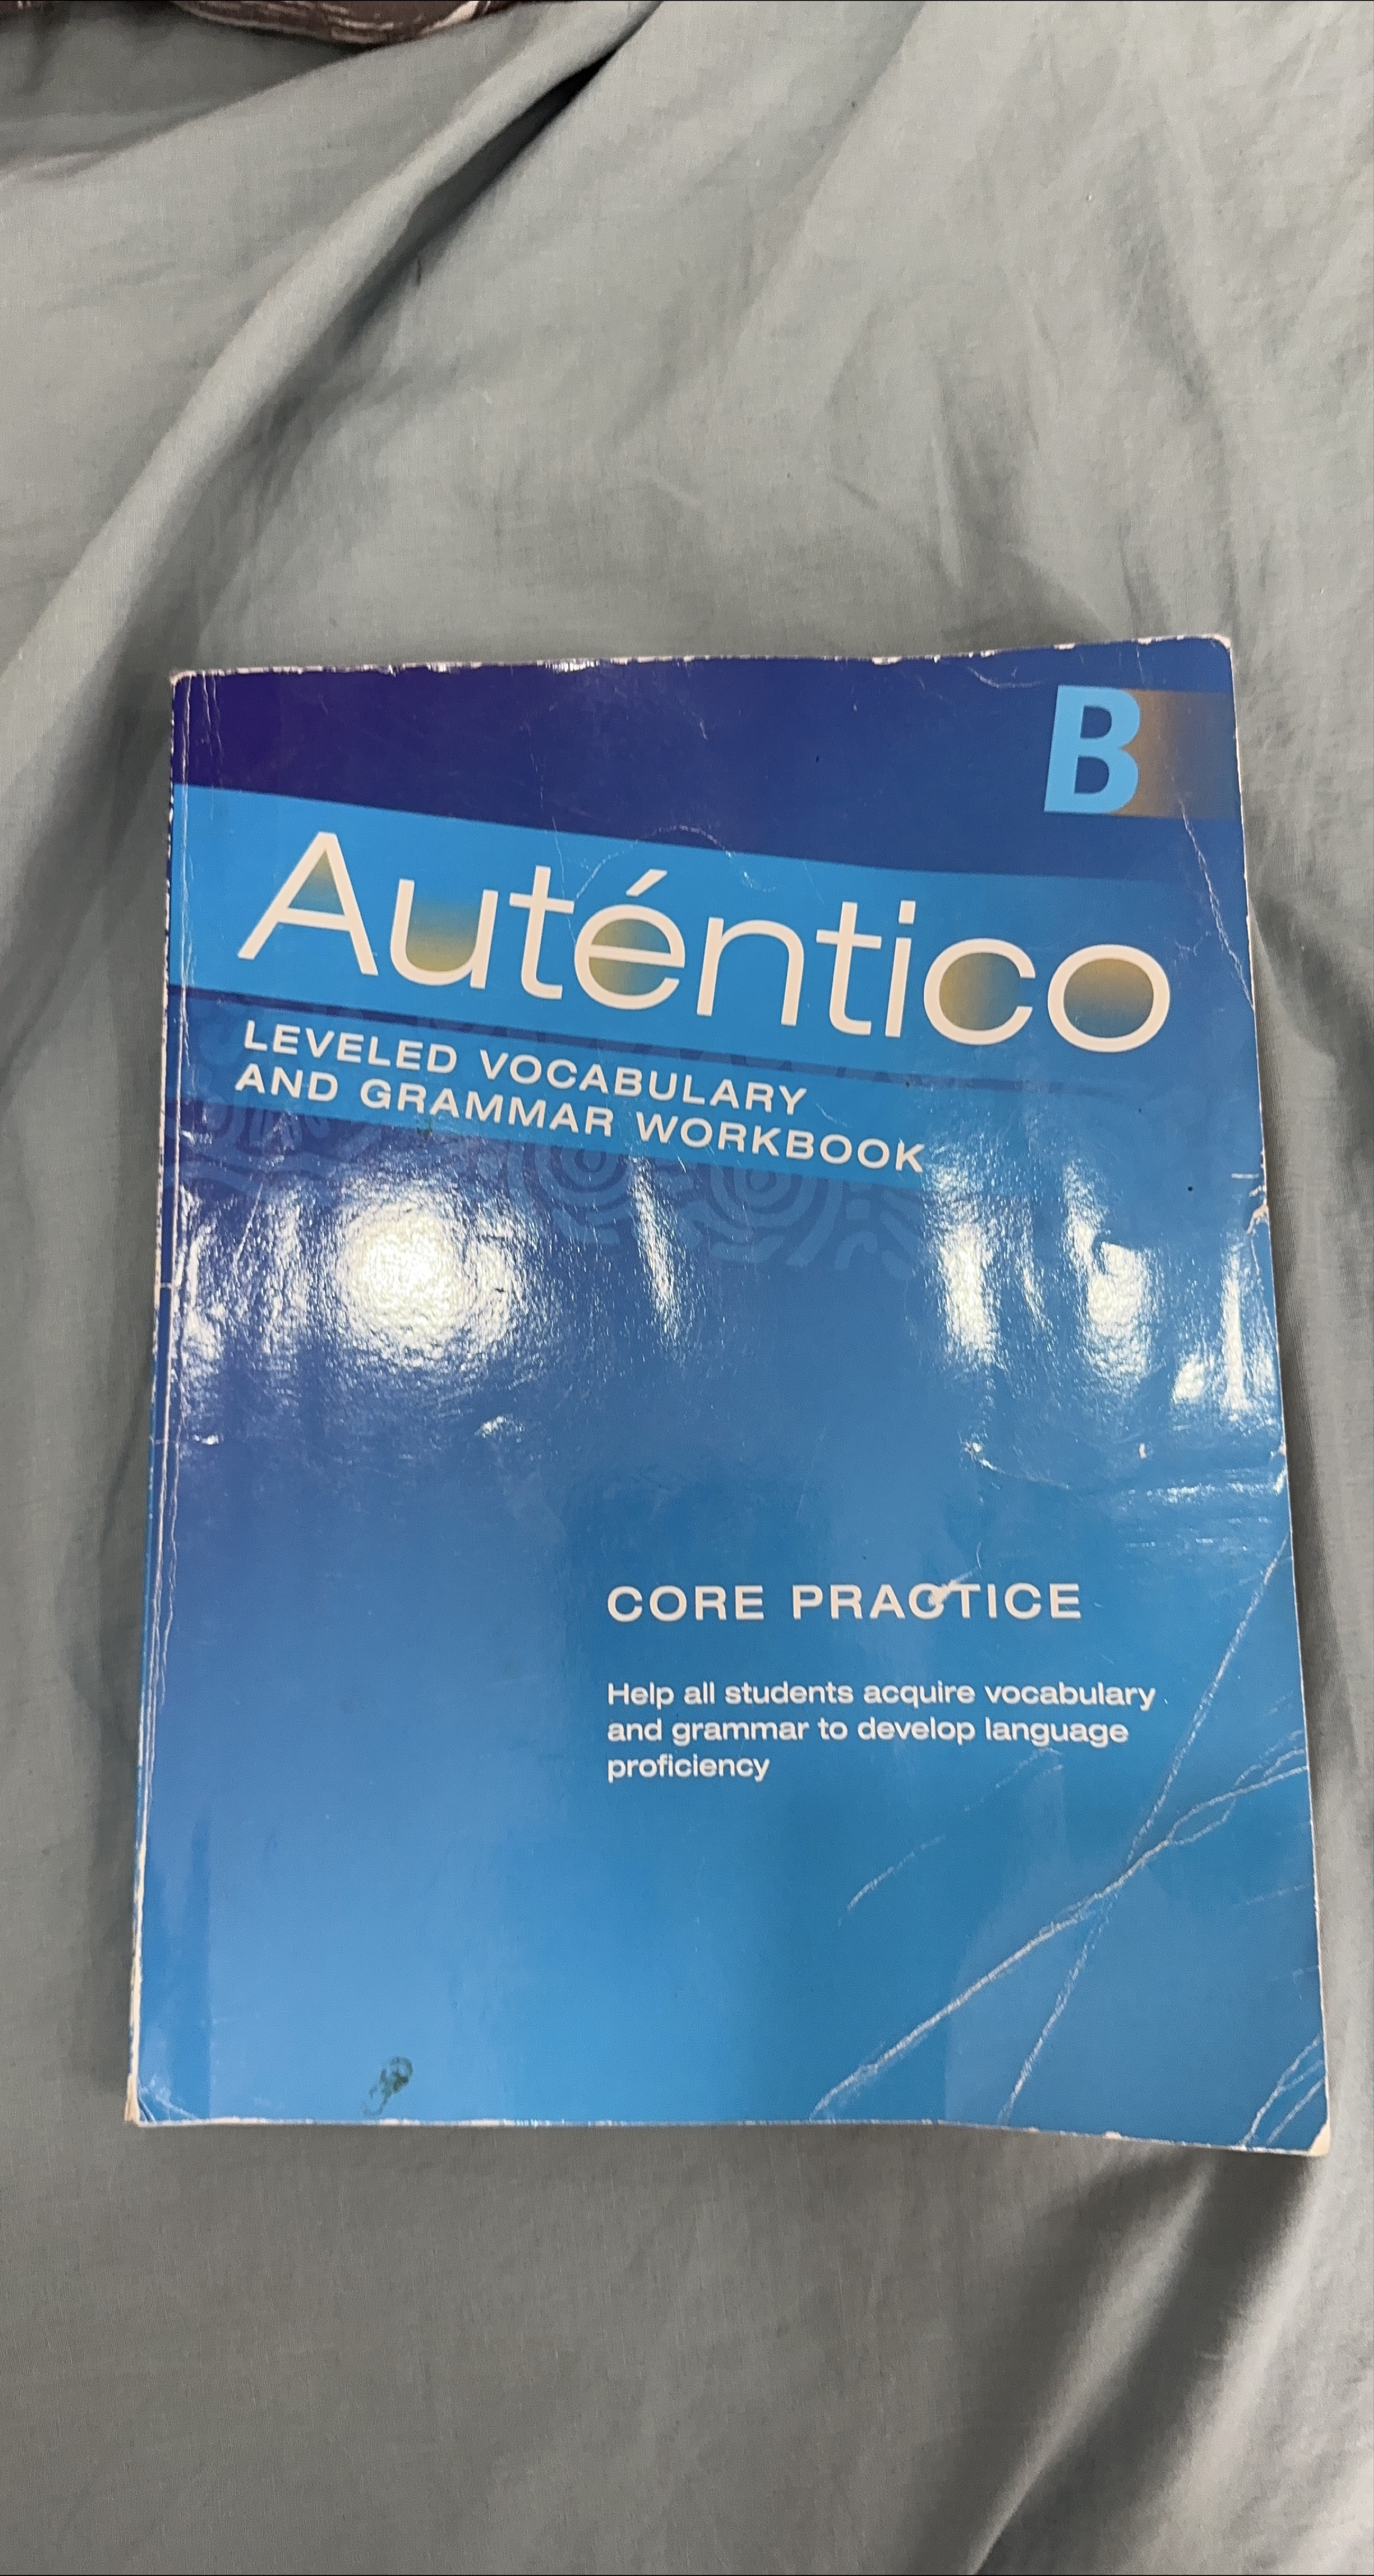 B
Auténtico
LEVELED VOCABULARY
AND GRAMMAR WORKBOOK
CORE PRACTICE
Help all students acquire vocabulary
and grammar to develop language
proficiency